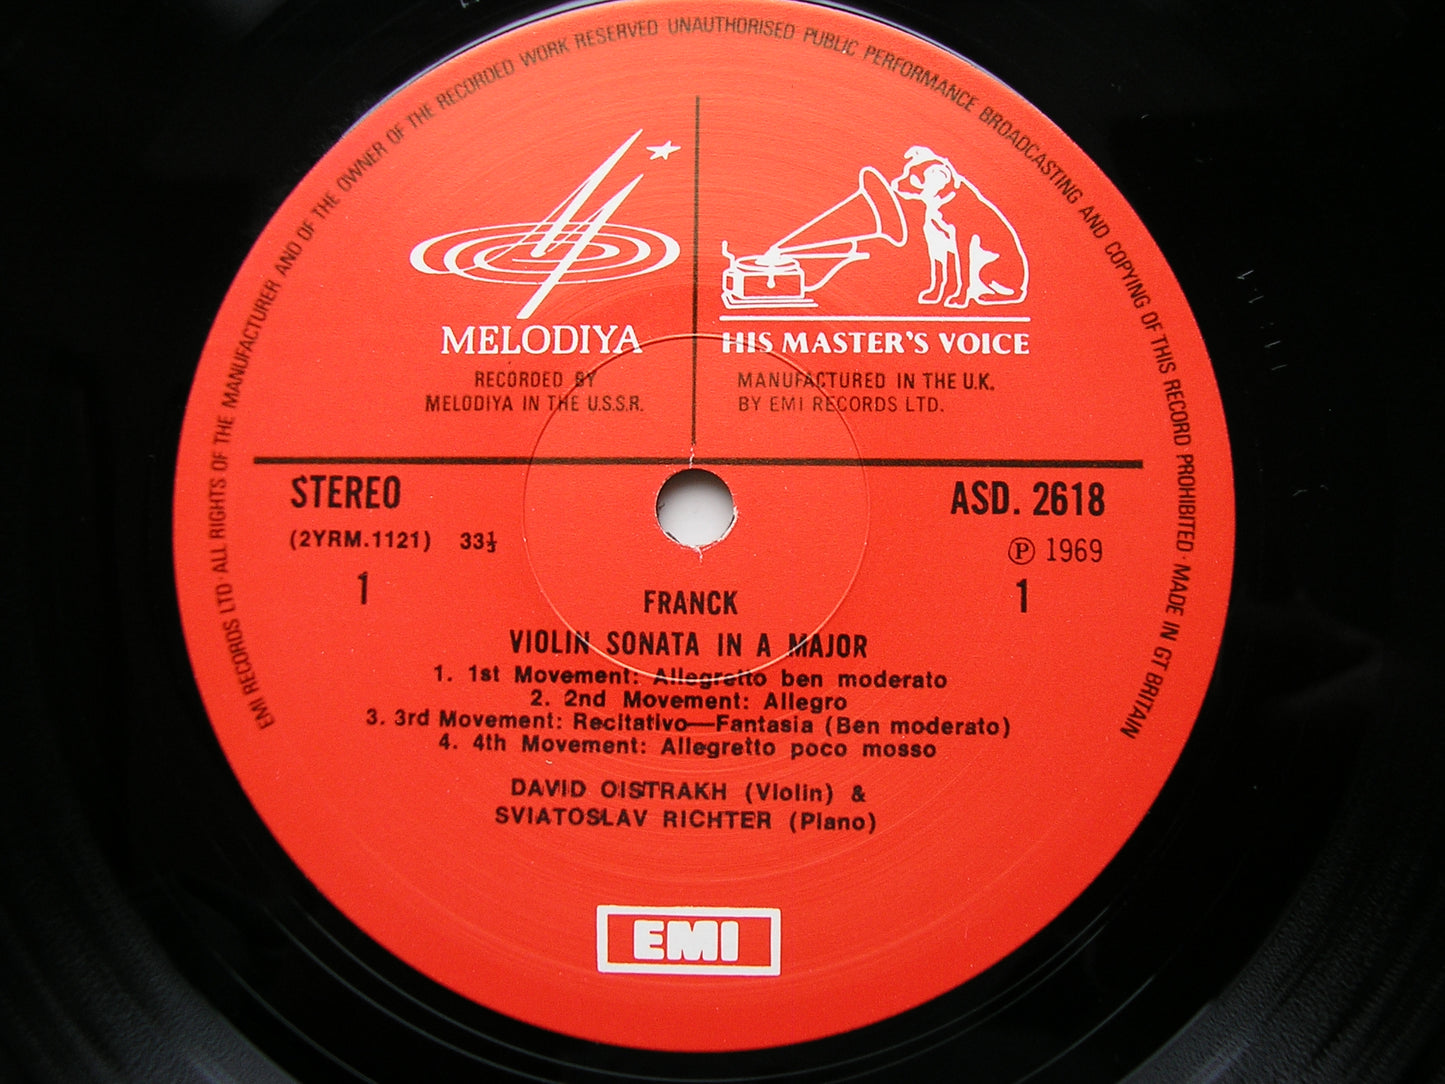 EMI RECORDS LTD · ALL RIGHTS OF THE MANUFACTURER AND OF THE OWNER OF THE RECORDED WORK RESERVED UNAUTHORISED PUBLIC PERFORMANCE BROADCASTING AND COPYING OF THIS RECORD PROHIBITED · MADE IN GT BRITAIN
MELODIYA
RECORDED BY
MELODIYA IN THE U.S.S.R.
HIS MASTER'S VOICE
MANUFACTURED IN THE U.K.
BY EMI RECORDS LTD.
STEREO
(2YRM.1121) 33⅓
1
ASD. 2618
Ⓟ 1969
1
FRANCK
VIOLIN SONATA IN A MAJOR
1. 1st Movement: Allegretto ben moderato
2. 2nd Movement: Allegro
3. 3rd Movement: Recitativo—Fantasia (Ben moderato)
4. 4th Movement: Allegretto poco mosso
DAVID OISTRAKH (Violin) &
SVIATOSLAV RICHTER (Piano)
EMI